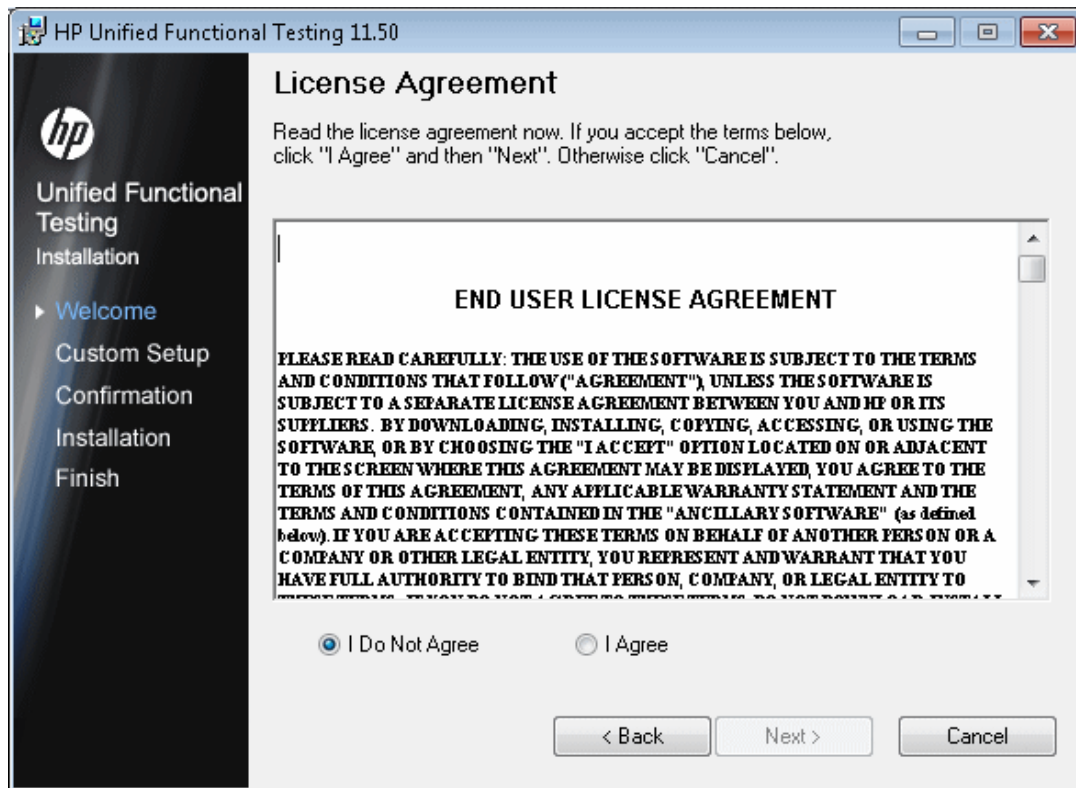 HP Unified Functional Testing 11.50
hp
Unified Functional
Testing
Installation
Welcome
Custom Setup
Confirmation
Installation
Finish
License Agreement
Read the license agreement now. If you accept the terms below,
click "I Agree" and then "Next". Otherwise click "Cancel".
END USER LICENSE AGREEMENT
PLEASE READ CAREFULLY: THE USE OF THE SOFTWARE IS SUBJECT TO THE TERMS
AND CONDITIONS THAT FOLLOW ("AGREEMENT"), UNLESS THE SOFTWARE IS
SUBJECT TO A SEPARATE LICENSE AGREEMENT BETWEEN YOU AND HP OR ITS
SUPPLIERS. BY DOWNLOADING, INSTALLING, COPYING, ACCESSING, OR USING THE
SOFTWARE, OR BY CHOOSING THE "I ACCEPT" OPTION LOCATED ON OR ADJACENT
TO THE SCREEN WHERE THIS AGREEMENT MAY BE DISPLAYED, YOU AGREE TO THE
TERMS OF THIS AGREEMENT, ANY APPLICABLE WARRANTY STATEMENT AND THE
TERMS AND CONDITIONS CONTAINED IN THE "ANCILLARY SOFTWARE" (as defined
below). IF YOU ARE ACCEPTING THESE TERMS ON BEHALF OF ANOTHER PERSON OR A
COMPANY OR OTHER LEGAL ENTITY, YOU REPRESENT AND WARRANT THAT YOU
HAVE FULL AUTHORITY TO BIND THAT PERSON, COMPANY, OR LEGAL ENTITY TO
I Do Not Agree
I Agree
< Back
Next >
Cancel